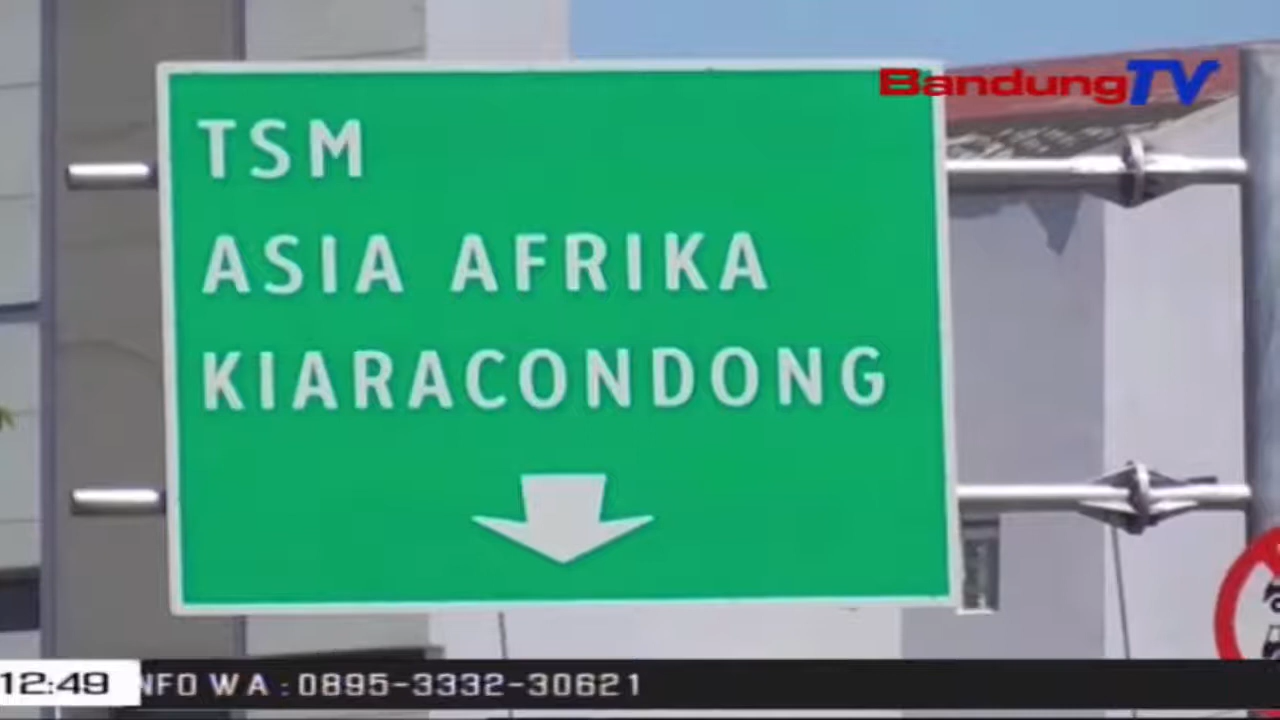 BandungTV
TSM
ASIA AFRIKA
KIARACONDONG
12:49
NFO WA : 0895-3332-30621